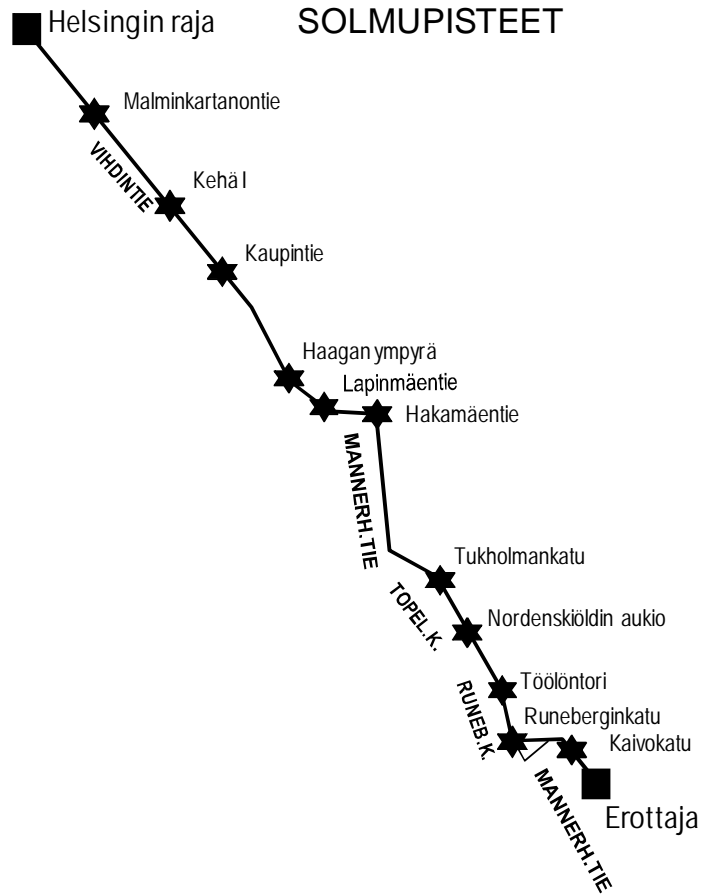 SOLMUPISTEET
Helsingin raja
Malminkartanontie
VIHDINTIE
Kehä I
Kaupintie
Haagan ympyrä
Lapinmäentie
Hakamäentie
MANNERH.TIE
Tukholmankatu
TOPEL.K.
Nordenskiöldin aukio
Töölöntori
RUNEB.K.
Runeberginkatu
Kaivokatu
MANNERH.TIE
Erottaja